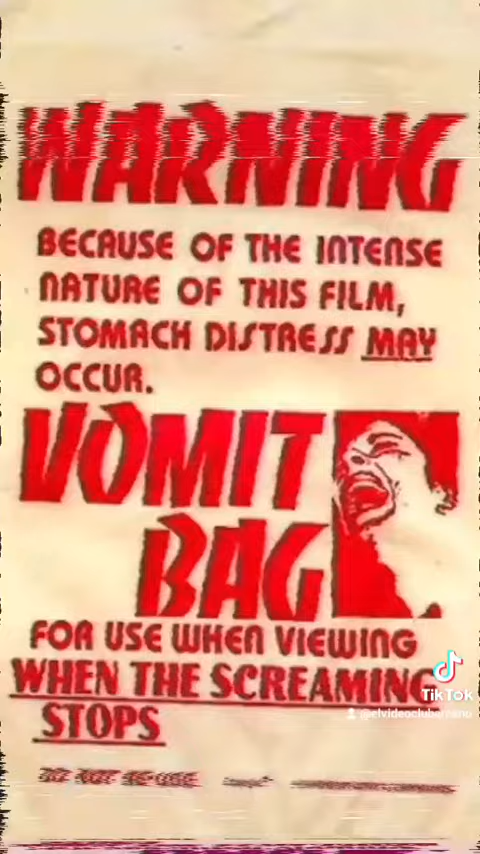 WARNING
BECAUSE OF THE INTENSE
NATURE OF THIS FILM,
STOMACH DISTRESS MAY
OCCUR.
VOMIT
BAG
FOR USE WHEN VIEWING
WHEN THE SCREAMING
STOPS
TikTok